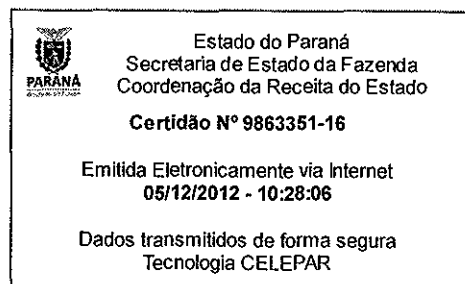 Estado do Paraná
Secretaria de Estado da Fazenda
Coordenação da Receita do Estado
PARANÁ
Certidão Nº 9863351-16
Emitida Eletronicamente via Internet
05/12/2012 - 10:28:06
Dados transmitidos de forma segura
Tecnologia CELEPAR